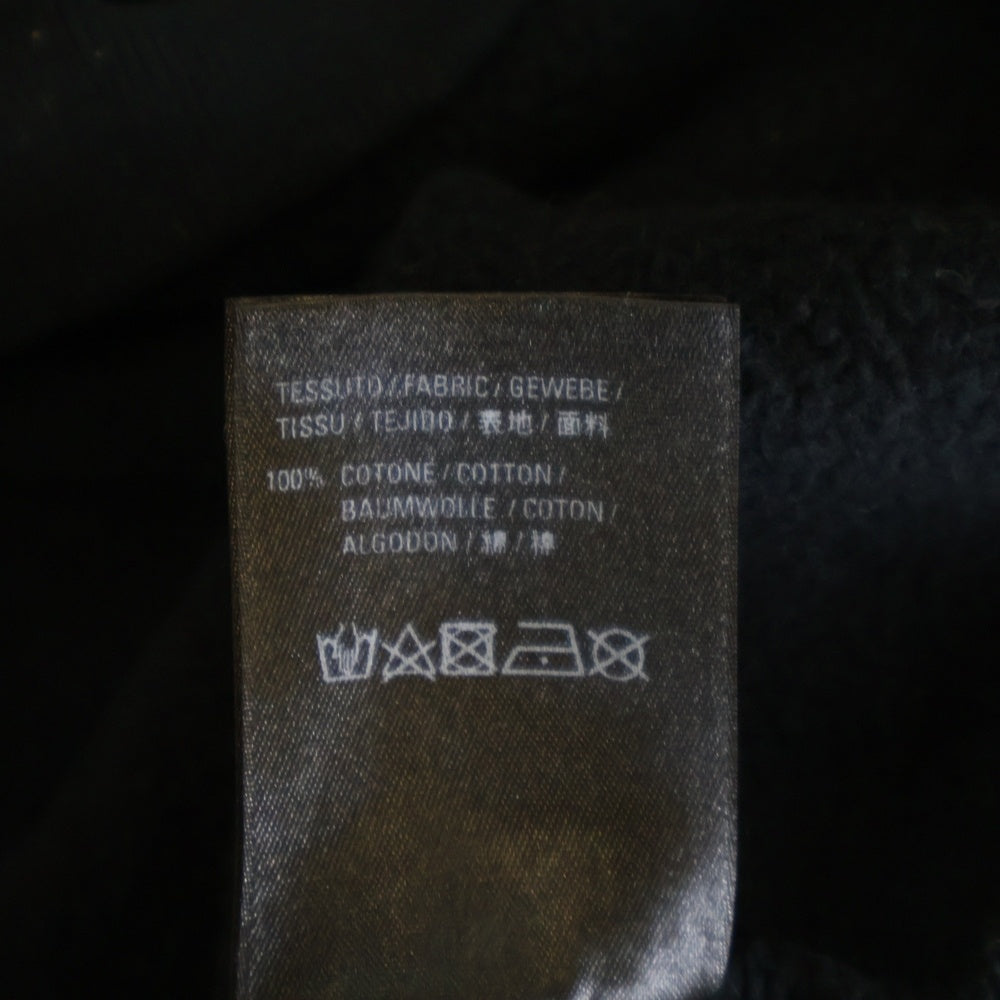 TESSUTO / FABRIC / GEWEBE /
TISSU / TEJIDO / 表地 / 面料
100% COTONE / COTTON /
BAUMWOLLE / COTON /
ALGODON / 綿 / 棉